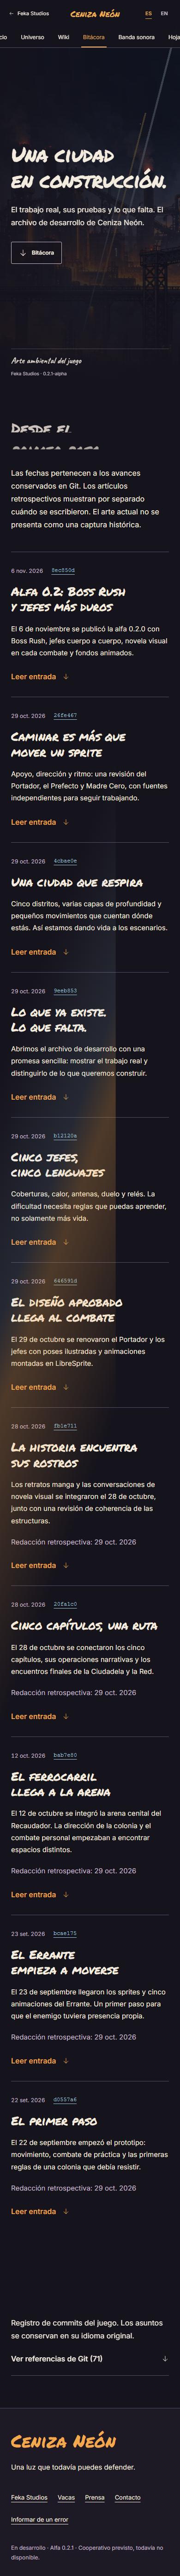 ← Feka Studios
Ceniza Neón
ES EN
cio Universo Wiki Bitácora Banda sonora Hoja
Una ciudad
en construcción.
El trabajo real, sus pruebas y lo que falta. El
archivo de desarrollo de Ceniza Neón.
↓ Bitácora
Arte ambiental del juego
Feka Studios · 0.2.1-alpha
Desde el
Las fechas pertenecen a los avances
conservados en Git. Los artículos
retrospectivos muestran por separado
cuándo se escribieron. El arte actual no se
presenta como una captura histórica.
6 nov. 2026
Alfa 0.2: Boss Rush
y jefes más duros
El 6 de noviembre se publicó la alfa 0.2.0 con
Boss Rush, jefes cuerpo a cuerpo, novela visual
en cada combate y fondos animados.
Leer entrada ↓
29 oct. 2026 26fe467
Caminar es más que
mover un sprite
Apoyo, dirección y ritmo: una revisión del
Portador, el Prefecto y Madre Cero, con fuentes
independientes para seguir trabajando.
Leer entrada ↓
29 oct. 2026 4cbae0e
Una ciudad que respira
Cinco distritos, varias capas de profundidad y
pequeños movimientos que cuentan dónde
estás. Así estamos dando vida a los escenarios.
Leer entrada ↓
29 oct. 2026 9eeb853
Lo que ya existe.
Lo que falta.
Abrimos el archivo de desarrollo con una
promesa sencilla: mostrar el trabajo real y
distinguirlo de lo que queremos construir.
Leer entrada ↓
29 oct. 2026 b12120a
Cinco jefes,
cinco lenguajes
Coberturas, calor, antenas, duelo y relés. La
dificultad necesita reglas que puedas aprender,
no solamente más vida.
Leer entrada ↓
29 oct. 2026 646591d
El diseño aprobado
llega al combate
El 29 de octubre se renovaron el Portador y los
jefes con poses ilustradas y animaciones
montadas en LibreSprite.
Leer entrada ↓
28 oct. 2026 fb1e711
La historia encuentra
sus rostros
Los retratos manga y las conversaciones de
novela visual se integraron el 28 de octubre,
junto con una revisión de coherencia de las
estructuras.
Redacción retrospectiva: 29 oct. 2026
Leer entrada ↓
28 oct. 2026 20fa1c0
Cinco capítulos, una ruta
El 28 de octubre se conectaron los cinco
capítulos, sus operaciones narrativas y los
encuentros finales de la Ciudadela y la Red.
Redacción retrospectiva: 29 oct. 2026
Leer entrada ↓
12 oct. 2026 bab7e80
El ferrocarril
llega a la arena
El 12 de octubre se integró la arena cenital del
Recaudador. La dirección de la colonia y el
combate personal empezaban a encontrar
espacios distintos.
Redacción retrospectiva: 29 oct. 2026
Leer entrada ↓
23 set. 2026 bcae175
El Errante
empieza a moverse
El 23 de septiembre llegaron los sprites y cinco
animaciones del Errante. Un primer paso para
que el enemigo tuviera presencia propia.
Redacción retrospectiva: 29 oct. 2026
Leer entrada ↓
22 set. 2026 d0557a6
El primer paso
El 22 de septiembre empezó el prototipo:
movimiento, combate de práctica y las primeras
reglas de una colonia que debía resistir.
Redacción retrospectiva: 29 oct. 2026
Leer entrada ↓
Registro de commits del juego. Los asuntos
se conservan en su idioma original.
Ver referencias de Git (71) ↓
Ceniza Neón
Una luz que todavía puedes defender.
Feka Studios Vacas Prensa Contacto
Informar de un error
En desarrollo · Alfa 0.2.1 · Cooperativo previsto, todavía no
disponible.